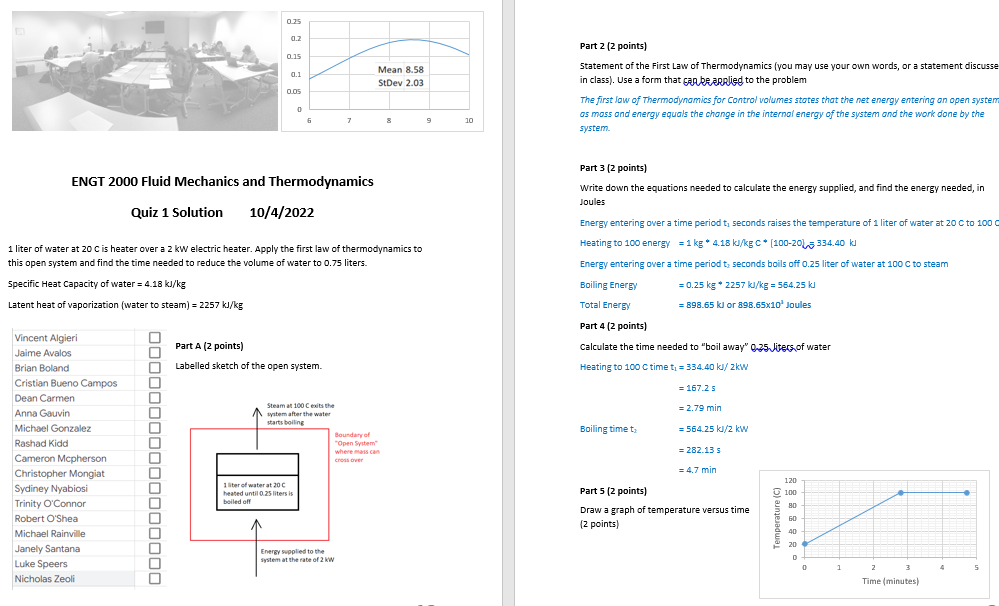 0.25
0.2
0.15
0.1
0.05
0
Mean 8.58
StDev 2.03
6 7 8 9 10
ENGT 2000 Fluid Mechanics and Thermodynamics
Quiz 1 Solution 10/4/2022
1 liter of water at 20 C is heater over a 2 kW electric heater. Apply the first law of thermodynamics to
this open system and find the time needed to reduce the volume of water to 0.75 liters.
Specific Heat Capacity of water = 4.18 kJ/kg
Latent heat of vaporization (water to steam) = 2257 kJ/kg
Vincent Algieri
Jaime Avalos
Brian Boland
Cristian Bueno Campos
Dean Carmen
Anna Gauvin
Michael Gonzalez
Rashad Kidd
Cameron Mcpherson
Christopher Mongiat
Sydiney Nyabiosi
Trinity O'Connor
Robert O'Shea
Michael Rainville
Janely Santana
Luke Speers
Nicholas Zeoli
Part A (2 points)
Labelled sketch of the open system.
Steam at 100 C exits the
system after the water
starts boiling
Boundary of
"Open System"
where mass can
cross over
1 liter of water at 20 C
heated until 0.25 liters is
boiled off
Energy supplied to the
system at the rate of 2 kW
Part 2 (2 points)
Statement of the First Law of Thermodynamics (you may use your own words, or a statement discusse
in class). Use a form that can be applied to the problem
The first law of Thermodynamics for Control volumes states that the net energy entering an open system
as mass and energy equals the change in the internal energy of the system and the work done by the
system.
Part 3 (2 points)
Write down the equations needed to calculate the energy supplied, and find the energy needed, in
Joules
Energy entering over a time period t₁ seconds raises the temperature of 1 liter of water at 20 C to 100 C
Heating to 100 energy = 1 kg * 4.18 kJ/kg C * (100-20) = 334.40 kJ
Energy entering over a time period t₂ seconds boils off 0.25 liter of water at 100 C to steam
Boiling Energy = 0.25 kg * 2257 kJ/kg = 564.25 kJ
Total Energy = 898.65 kJ or 898.65x10³ Joules
Part 4 (2 points)
Calculate the time needed to “boil away” 0.25 liters of water
Heating to 100 C time t₁ = 334.40 kJ/ 2kW
= 167.2 s
= 2.79 min
Boiling time t₂ = 564.25 kJ/2 kW
= 282.13 s
= 4.7 min
Part 5 (2 points)
Draw a graph of temperature versus time
(2 points)
Temperature (C)
120
100
80
60
40
20
0
0 1 2 3 4 5
Time (minutes)